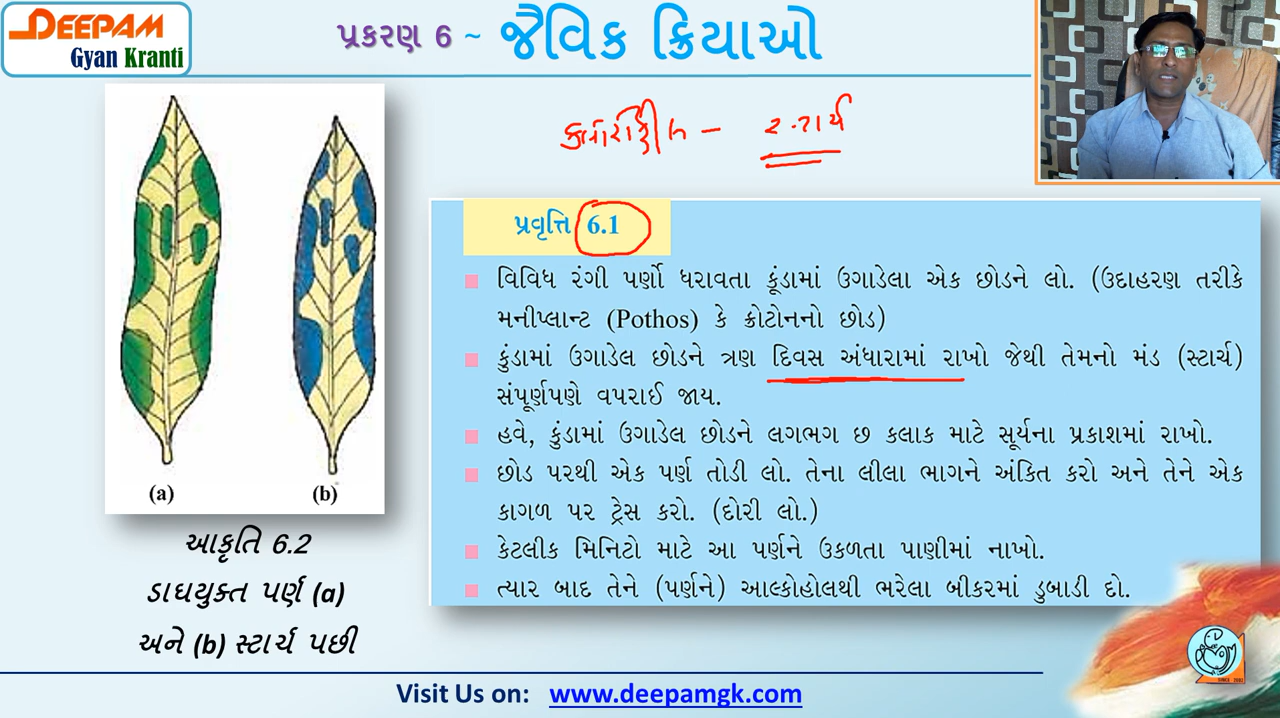 DEEPAM
Gyan Kranti
પ્રકરણ 6 ~ જૈવિક ક્રિયાઓ
પ્રવૃત્તિ 6.1
વિવિધ રંગી પર્ણો ધરાવતા કૂંડામાં ઉગાડેલા એક છોડને લો. (ઉદાહરણ તરીકે
મનીપ્લાન્ટ (Pothos) કે ક્રોટોનનો છોડ)
કુંડામાં ઉગાડેલ છોડને ત્રણ દિવસ અંધારામાં રાખો જેથી તેમનો મંડ (સ્ટાર્ચ)
સંપૂર્ણપણે વપરાઈ જાય.
હવે, કુંડામાં ઉગાડેલ છોડને લગભગ છ કલાક માટે સૂર્યના પ્રકાશમાં રાખો.
છોડ પરથી એક પર્ણ તોડી લો. તેના લીલા ભાગને અંકિત કરો અને તેને એક
કાગળ પર ટ્રેસ કરો. (દોરી લો.)
કેટલીક મિનિટો માટે આ પર્ણને ઉકળતા પાણીમાં નાખો.
ત્યાર બાદ તેને (પર્ણને) આલ્કોહોલથી ભરેલા બીકરમાં ડુબાડી દો.
(a) (b)
આકૃતિ 6.2
ડાઘયુક્ત પર્ણ (a)
અને (b) સ્ટાર્ચ પછી
Visit Us on: www.deepamgk.com